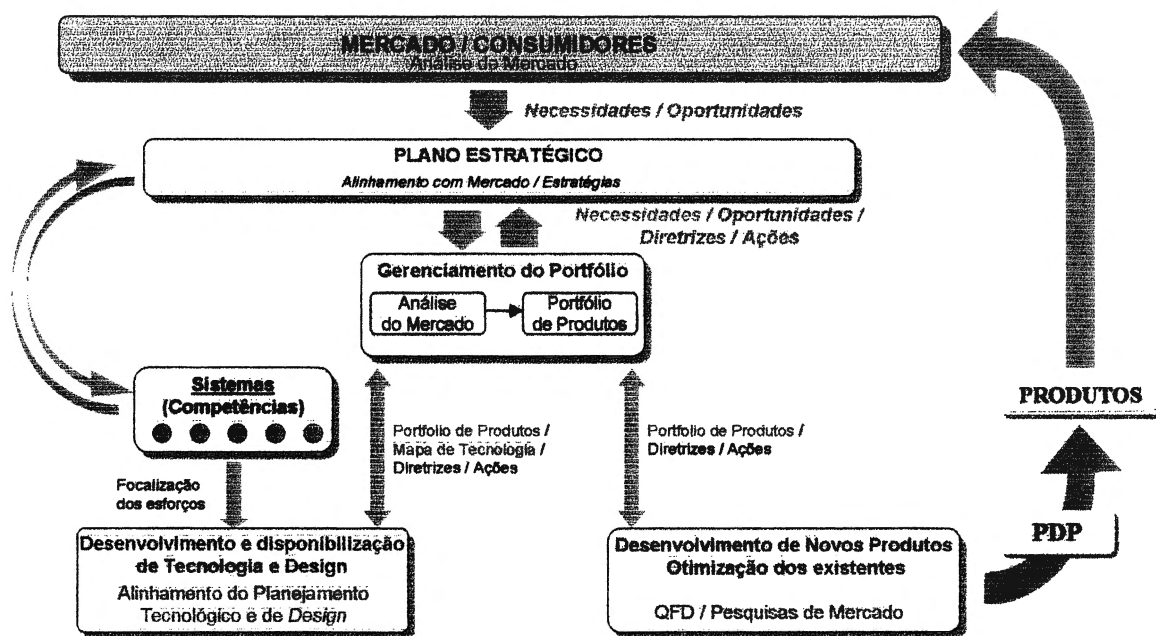 MERCADO / CONSUMIDORES
Análise de Mercado
Necessidades / Oportunidades
PLANO ESTRATÉGICO
Alinhamento com Mercado / Estratégias
Necessidades / Oportunidades /
Diretrizes / Ações
Gerenciamento do Portfólio
Análise
do Mercado
Portfólio
de Produtos
Sistemas
(Competências)
Portfolio de Produtos /
Mapa de Tecnologia /
Diretrizes / Ações
Portfolio de Produtos /
Diretrizes / Ações
PRODUTOS
Focalização
dos esforços
Desenvolvimento e disponibilização
de Tecnologia e Design
Alinhamento do Planejamento
Tecnológico e de Design
Desenvolvimento de Novos Produtos
Otimização dos existentes
QFD / Pesquisas de Mercado
PDP